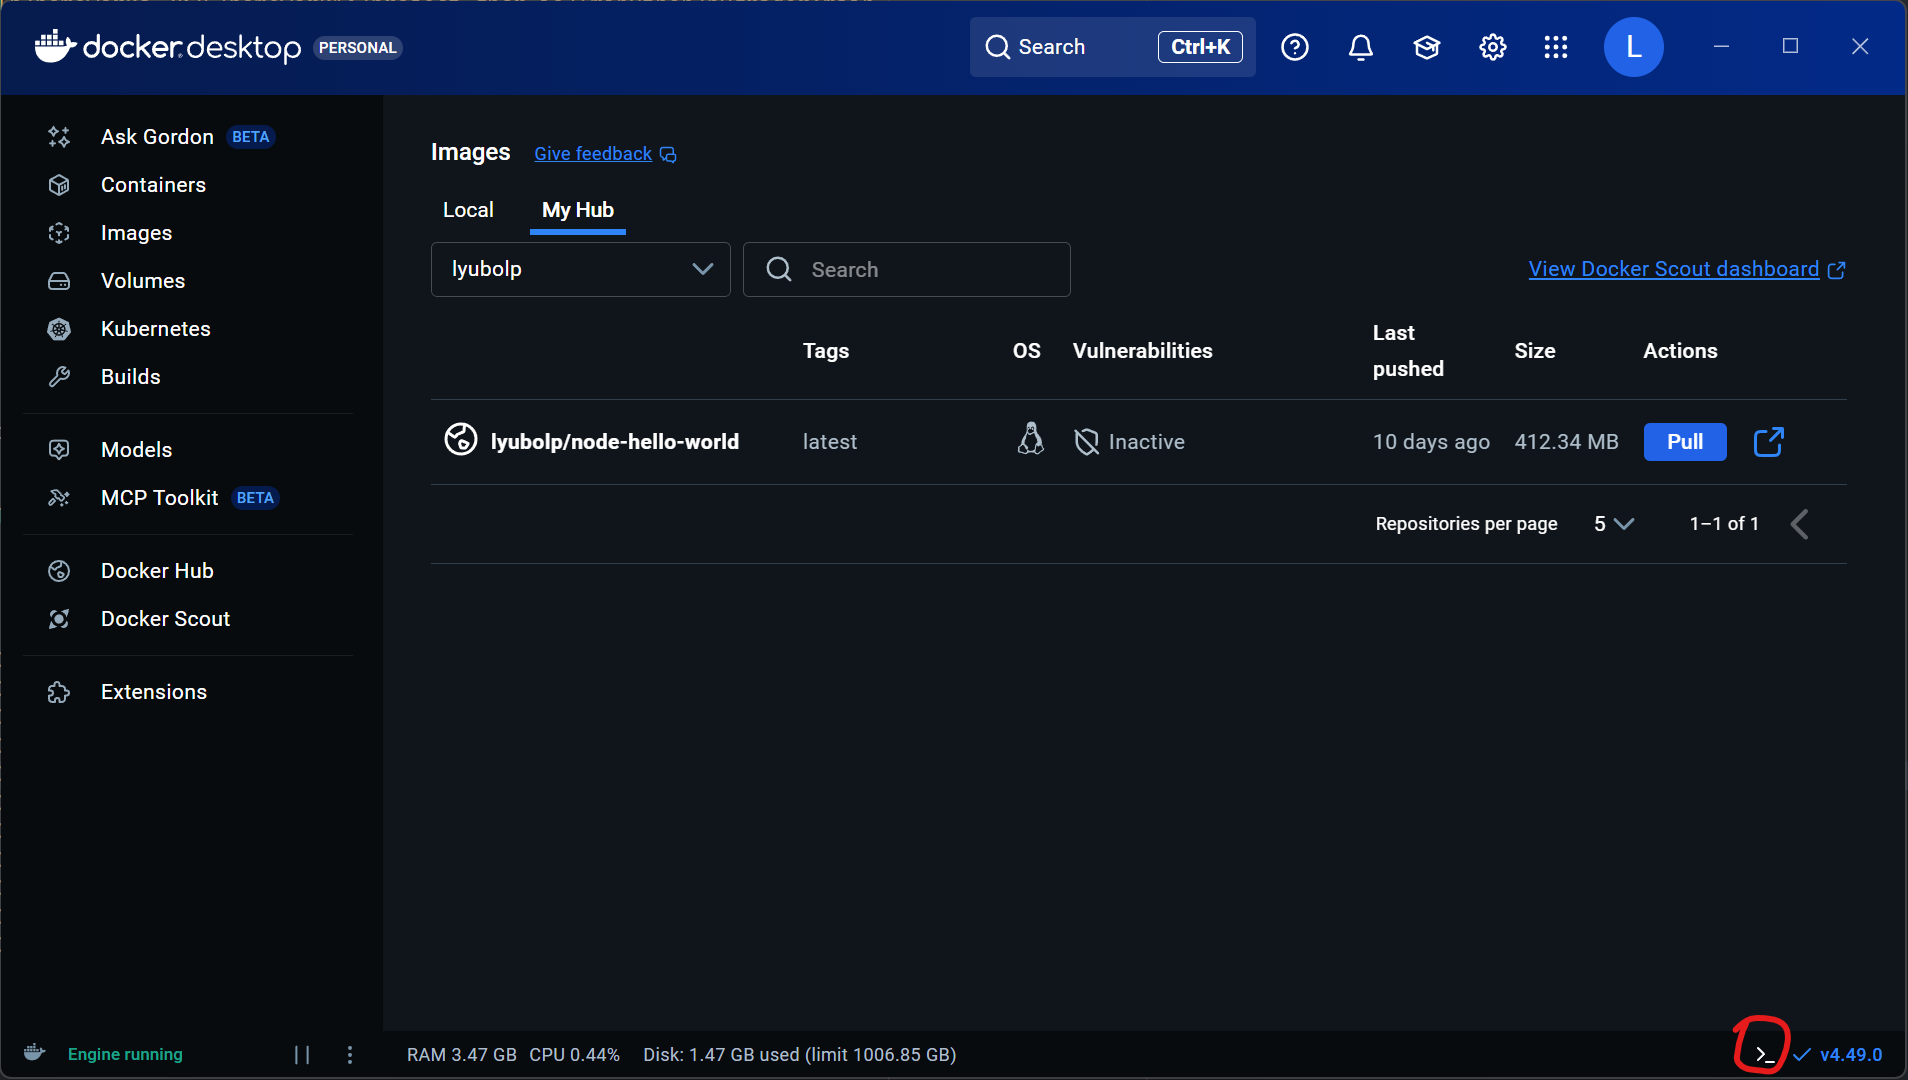 docker desktop PERSONAL
Search Ctrl+K
L
Ask Gordon BETA
Containers
Images
Volumes
Kubernetes
Builds
Models
MCP Toolkit BETA
Docker Hub
Docker Scout
Extensions
Images Give feedback
Local My Hub
lyubolp Search View Docker Scout dashboard
Tags OS Vulnerabilities Last pushed Size Actions
lyubolp/node-hello-world latest Inactive 10 days ago 412.34 MB Pull
Repositories per page 5 1–1 of 1
Engine running RAM 3.47 GB CPU 0.44% Disk: 1.47 GB used (limit 1006.85 GB) >_ v4.49.0